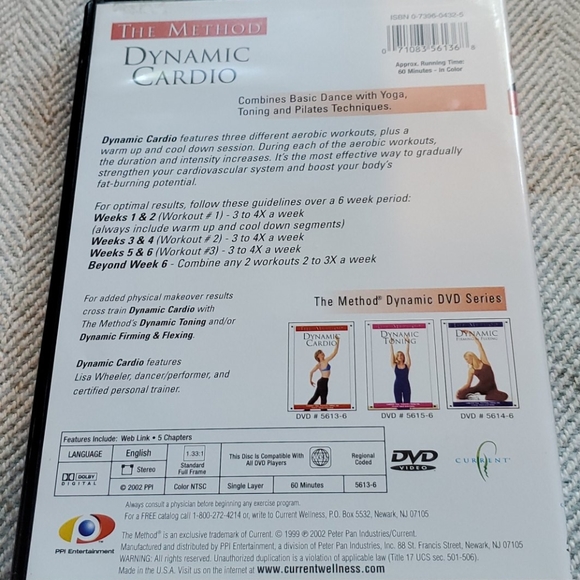 THE METHOD®
DYNAMIC
CARDIO
ISBN 0-7396-0432-5
0 71083 56136 8
Approx. Running Time:
60 Minutes - in Color
Combines Basic Dance with Yoga,
Toning and Pilates Techniques.
Dynamic Cardio features three different aerobic workouts, plus a
warm up and cool down session. During each of the aerobic workouts,
the duration and intensity increases. It's the most effective way to gradually
strengthen your cardiovascular system and boost your body's
fat-burning potential.
For optimal results, follow these guidelines over a 6 week period:
Weeks 1 & 2 (Workout # 1) - 3 to 4X a week
(always include warm up and cool down segments)
Weeks 3 & 4 (Workout # 2) - 3 to 4X a week
Weeks 5 & 6 (Workout #3) - 3 to 4X a week
Beyond Week 6 - Combine any 2 workouts 2 to 3X a week
For added physical makeover results
cross train Dynamic Cardio with
The Method's Dynamic Toning and/or
Dynamic Firming & Flexing.
Dynamic Cardio features
Lisa Wheeler, dancer/performer, and
certified personal trainer.
The Method® Dynamic DVD Series
DYNAMIC
CARDIO
DYNAMIC
TONING
DYNAMIC
DVD # 5613-6
DVD # 5615-6
DVD # 5614-6
Features Include: Web Link • 5 Chapters
LANGUAGE
English
1.33:1
Standard
Full Frame
This Disc is Compatible With
All DVD Players
Regional
Coded
DOLBY
DIGITAL
Stereo
© 2002 PPI
Color NTSC
Single Layer
60 Minutes
5613-6
DVD
VIDEO
CURRENT
PPI Entertainment
Always consult a physician before beginning any exercise program.
For a FREE catalog call 1-800-272-4214 or, write to Current Wellness, P.O. Box 5532, Newark, NJ 07105
The Method® is an exclusive trademark of Current. © 1999 ℗ 2002 Peter Pan Industries/Current.
Manufactured and distributed by PPI Entertainment, a division of Peter Pan Industries, Inc. 88 St. Francis Street, Newark, NJ 07105
WARNING: All rights reserved. Unauthorized duplication is a violation of applicable law (Title 17 UCS sec. 501-506).
Made in U.S.A. Visit us on the internet at www.currentwellness.com